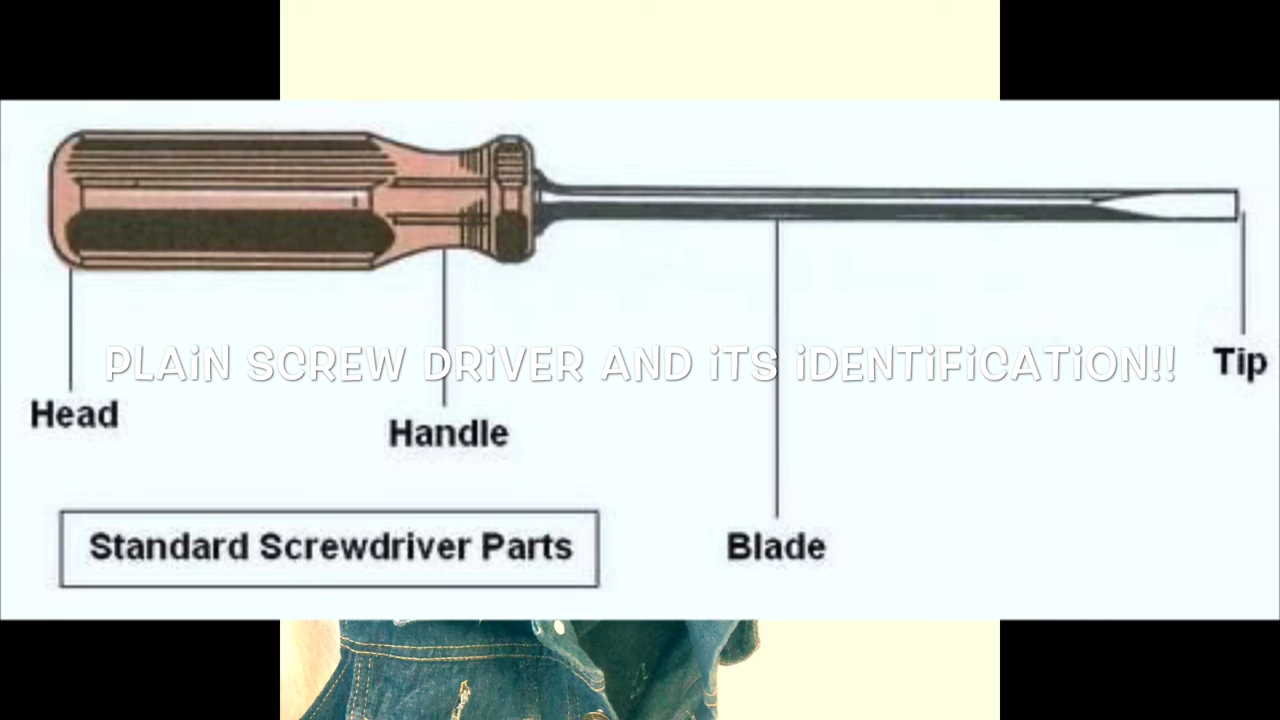 PLAiN SCREW DRiVER AND iTS iDENTiFiCATiON!!
Tip
Head
Handle
Standard Screwdriver Parts
Blade